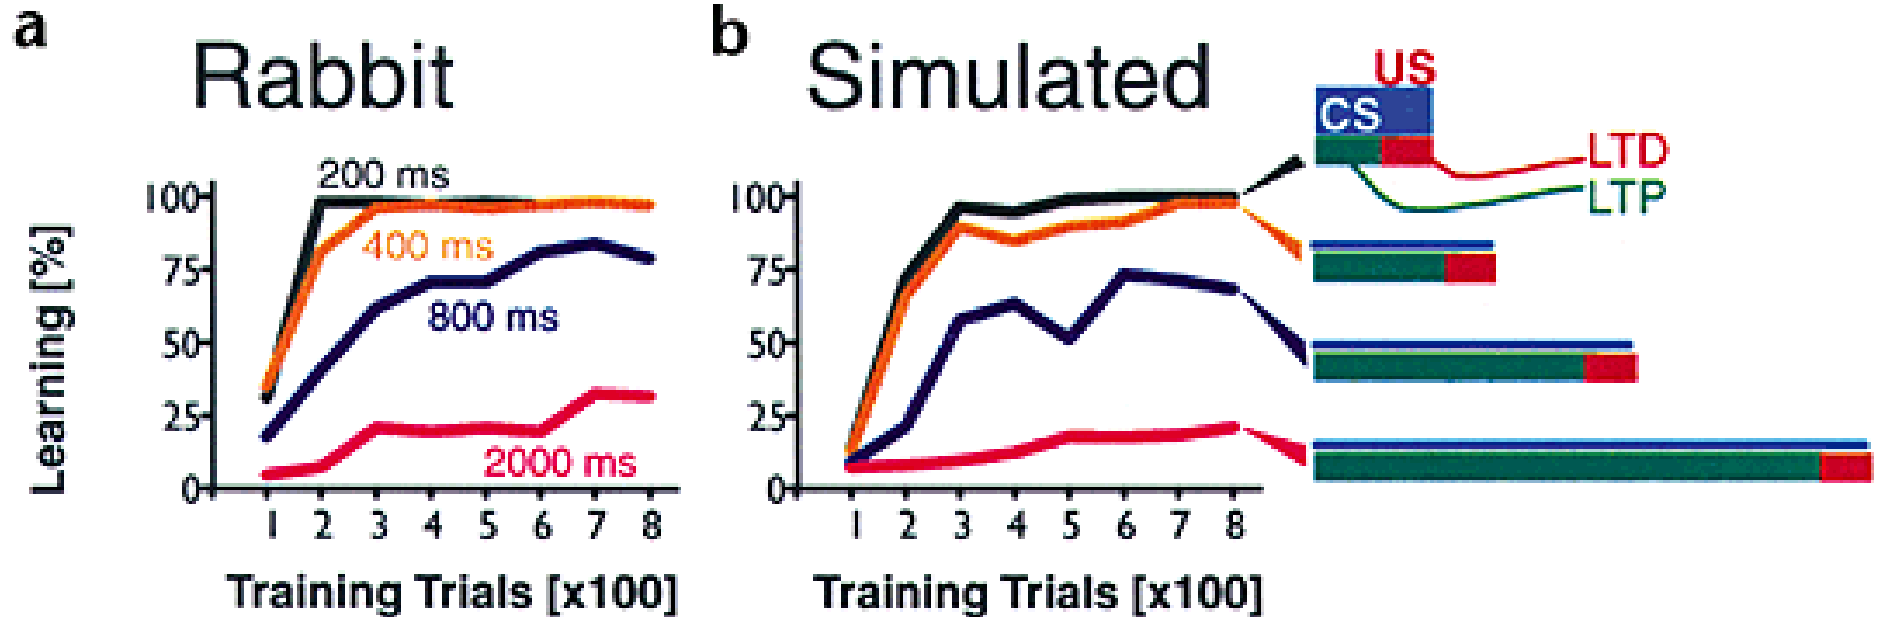 a
Rabbit
Learning [%]
100
75
50
25
0
200 ms
400 ms
800 ms
2000 ms
1 2 3 4 5 6 7 8
Training Trials [x100]
b
Simulated
100
75
50
25
0
1 2 3 4 5 6 7 8
Training Trials [x100]
US
CS
LTD
LTP